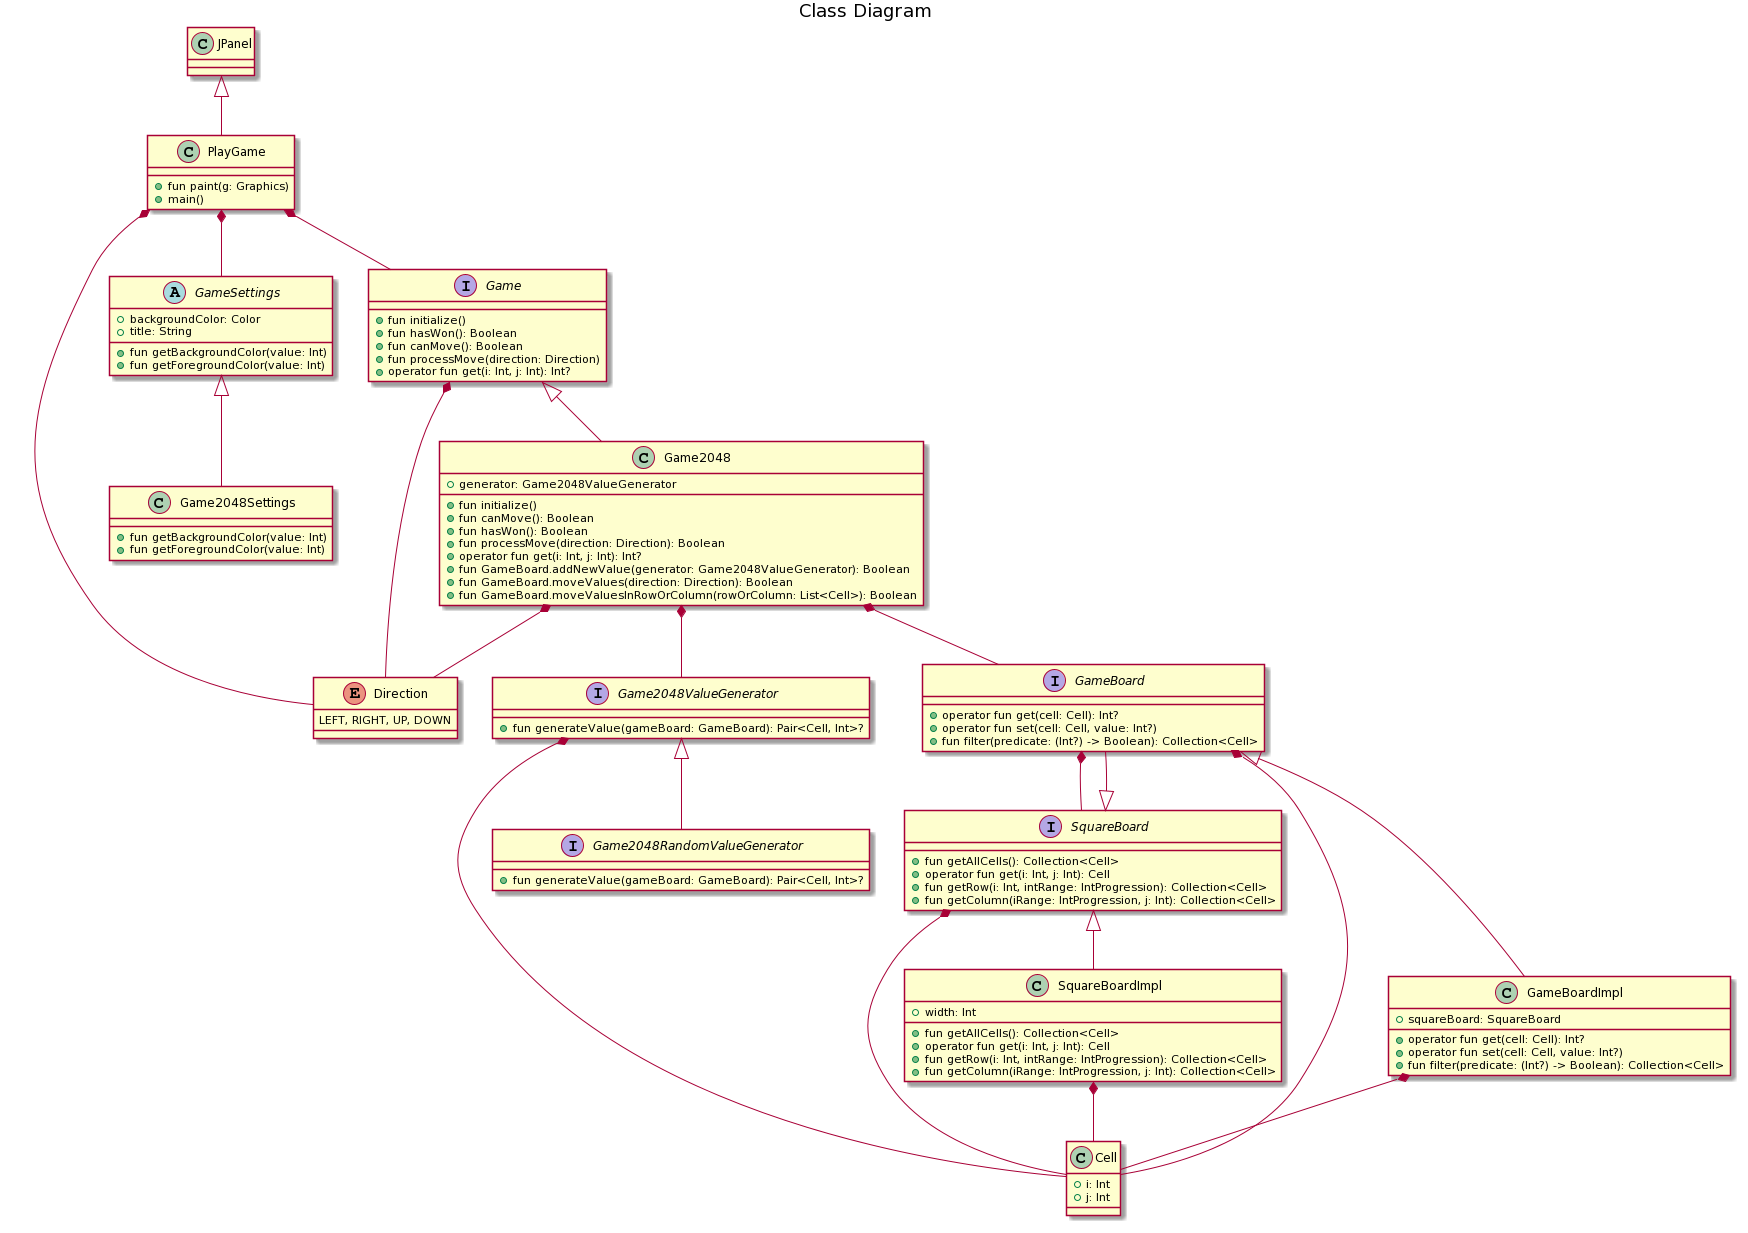 Class Diagram
C JPanel
C PlayGame
fun paint(g: Graphics)
main()
A GameSettings
backgroundColor: Color
title: String
fun getBackgroundColor(value: Int)
fun getForegroundColor(value: Int)
I Game
fun initialize()
fun hasWon(): Boolean
fun canMove(): Boolean
fun processMove(direction: Direction)
operator fun get(i: Int, j: Int): Int?
C Game2048Settings
fun getBackgroundColor(value: Int)
fun getForegroundColor(value: Int)
C Game2048
generator: Game2048ValueGenerator
fun initialize()
fun canMove(): Boolean
fun hasWon(): Boolean
fun processMove(direction: Direction): Boolean
operator fun get(i: Int, j: Int): Int?
fun GameBoard.addNewValue(generator: Game2048ValueGenerator): Boolean
fun GameBoard.moveValues(direction: Direction): Boolean
fun GameBoard.moveValuesInRowOrColumn(rowOrColumn: List<Cell>): Boolean
E Direction
LEFT, RIGHT, UP, DOWN
I Game2048ValueGenerator
fun generateValue(gameBoard: GameBoard): Pair<Cell, Int>?
I GameBoard
operator fun get(cell: Cell): Int?
operator fun set(cell: Cell, value: Int?)
fun filter(predicate: (Int?) -> Boolean): Collection<Cell>
I Game2048RandomValueGenerator
fun generateValue(gameBoard: GameBoard): Pair<Cell, Int>?
I SquareBoard
fun getAllCells(): Collection<Cell>
operator fun get(i: Int, j: Int): Cell
fun getRow(i: Int, intRange: IntProgression): Collection<Cell>
fun getColumn(iRange: IntProgression, j: Int): Collection<Cell>
C SquareBoardImpl
width: Int
fun getAllCells(): Collection<Cell>
operator fun get(i: Int, j: Int): Cell
fun getRow(i: Int, intRange: IntProgression): Collection<Cell>
fun getColumn(iRange: IntProgression, j: Int): Collection<Cell>
C GameBoardImpl
squareBoard: SquareBoard
operator fun get(cell: Cell): Int?
operator fun set(cell: Cell, value: Int?)
fun filter(predicate: (Int?) -> Boolean): Collection<Cell>
C Cell
i: Int
j: Int